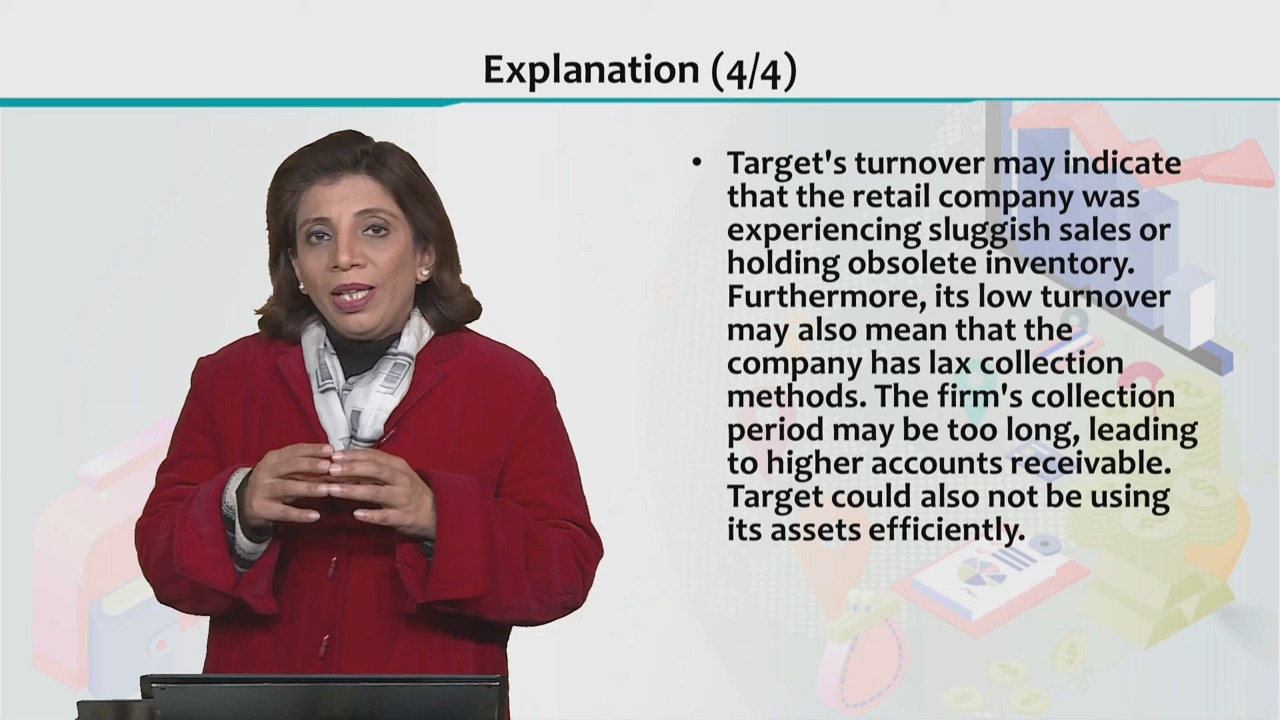 Explanation (4/4)
• Target's turnover may indicate
that the retail company was
experiencing sluggish sales or
holding obsolete inventory.
Furthermore, its low turnover
may also mean that the
company has lax collection
methods. The firm's collection
period may be too long, leading
to higher accounts receivable.
Target could also not be using
its assets efficiently.